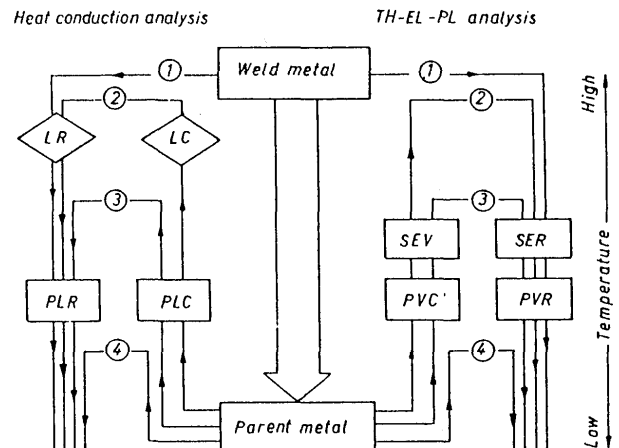 Heat conduction analysis
TH-EL-PL analysis
1
Weld metal
1
High
2
2
LR
LC
3
3
SEV
SER
Temperature
PLR
PLC
PVC'
PVR
4
4
Parent metal
Low